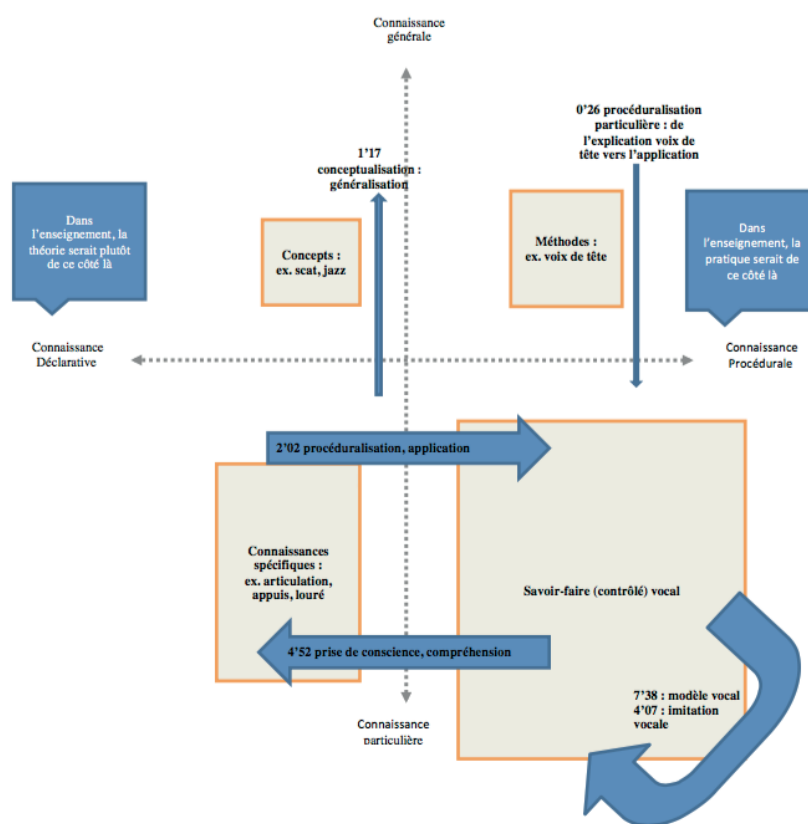 Connaissance
générale
0'26 procéduralisation
particulière : de
l'explication voix de
tête vers l'application
1'17
conceptualisation :
généralisation
Dans
l'enseignement, la
théorie serait plutôt
de ce côté là
Concepts :
ex. scat, jazz
Méthodes :
ex. voix de tête
Dans
l'enseignement, la
pratique serait de
ce côté là
Connaissance
Déclarative
Connaissance
Procédurale
2'02 procéduralisation, application
Connaissances
spécifiques :
ex. articulation,
appuis, louré
Savoir-faire (contrôlé) vocal
4'52 prise de conscience, compréhension
7'38 : modèle vocal
4'07 : imitation
vocale
Connaissance
particulière